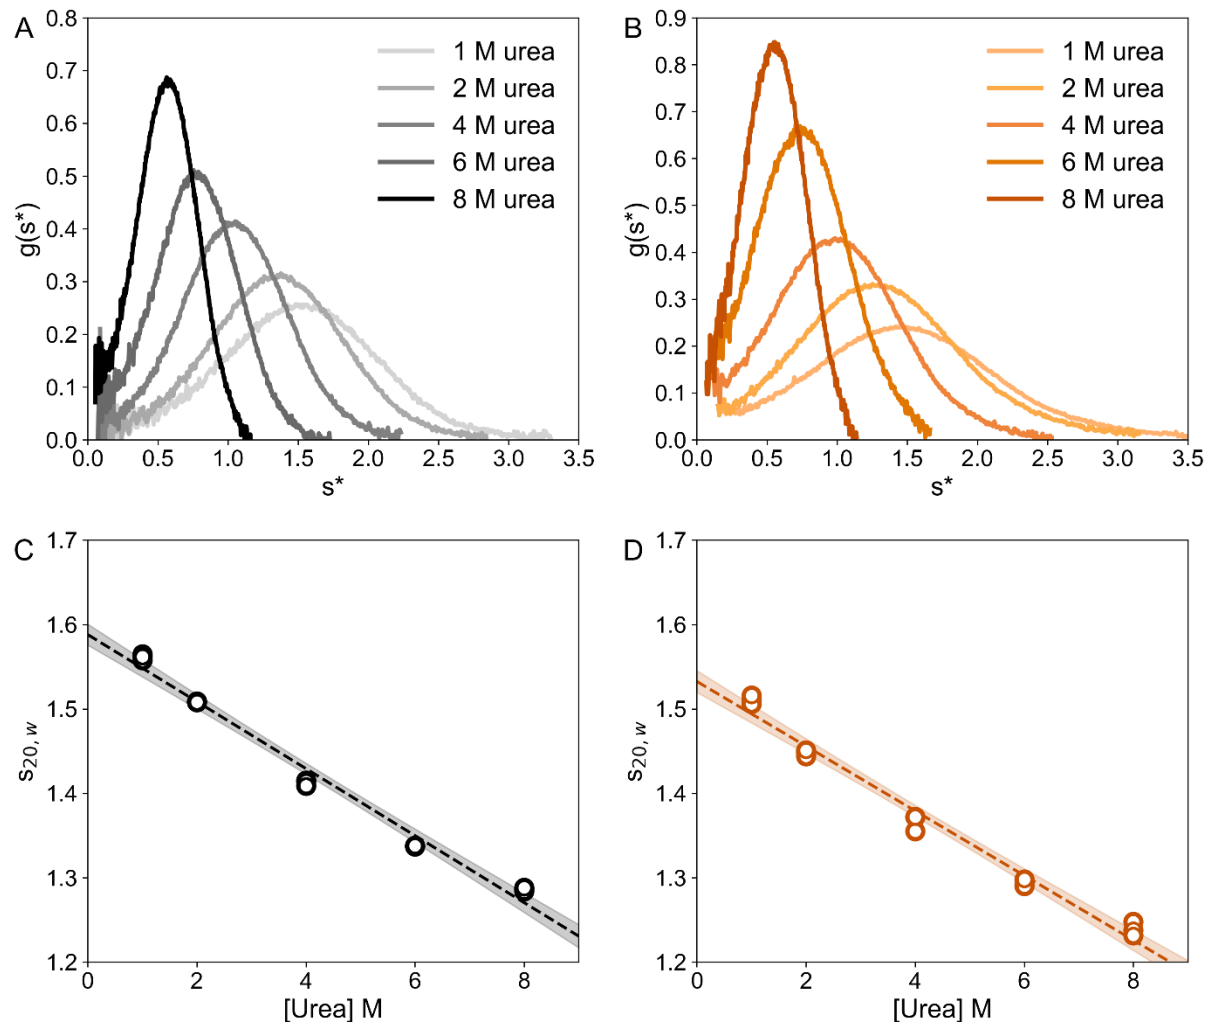 A
0.8
0.7
0.6
0.5
0.4
0.3
0.2
0.1
0.0
g(s*)
1 M urea
2 M urea
4 M urea
6 M urea
8 M urea
0.0 0.5 1.0 1.5 2.0 2.5 3.0 3.5
s*
B
0.9
0.8
0.7
0.6
0.5
0.4
0.3
0.2
0.1
0.0
g(s*)
1 M urea
2 M urea
4 M urea
6 M urea
8 M urea
0.0 0.5 1.0 1.5 2.0 2.5 3.0 3.5
s*
C
1.7
1.6
1.5
1.4
1.3
1.2
s20, w
0 2 4 6 8
[Urea] M
D
1.7
1.6
1.5
1.4
1.3
1.2
s20, w
0 2 4 6 8
[Urea] M